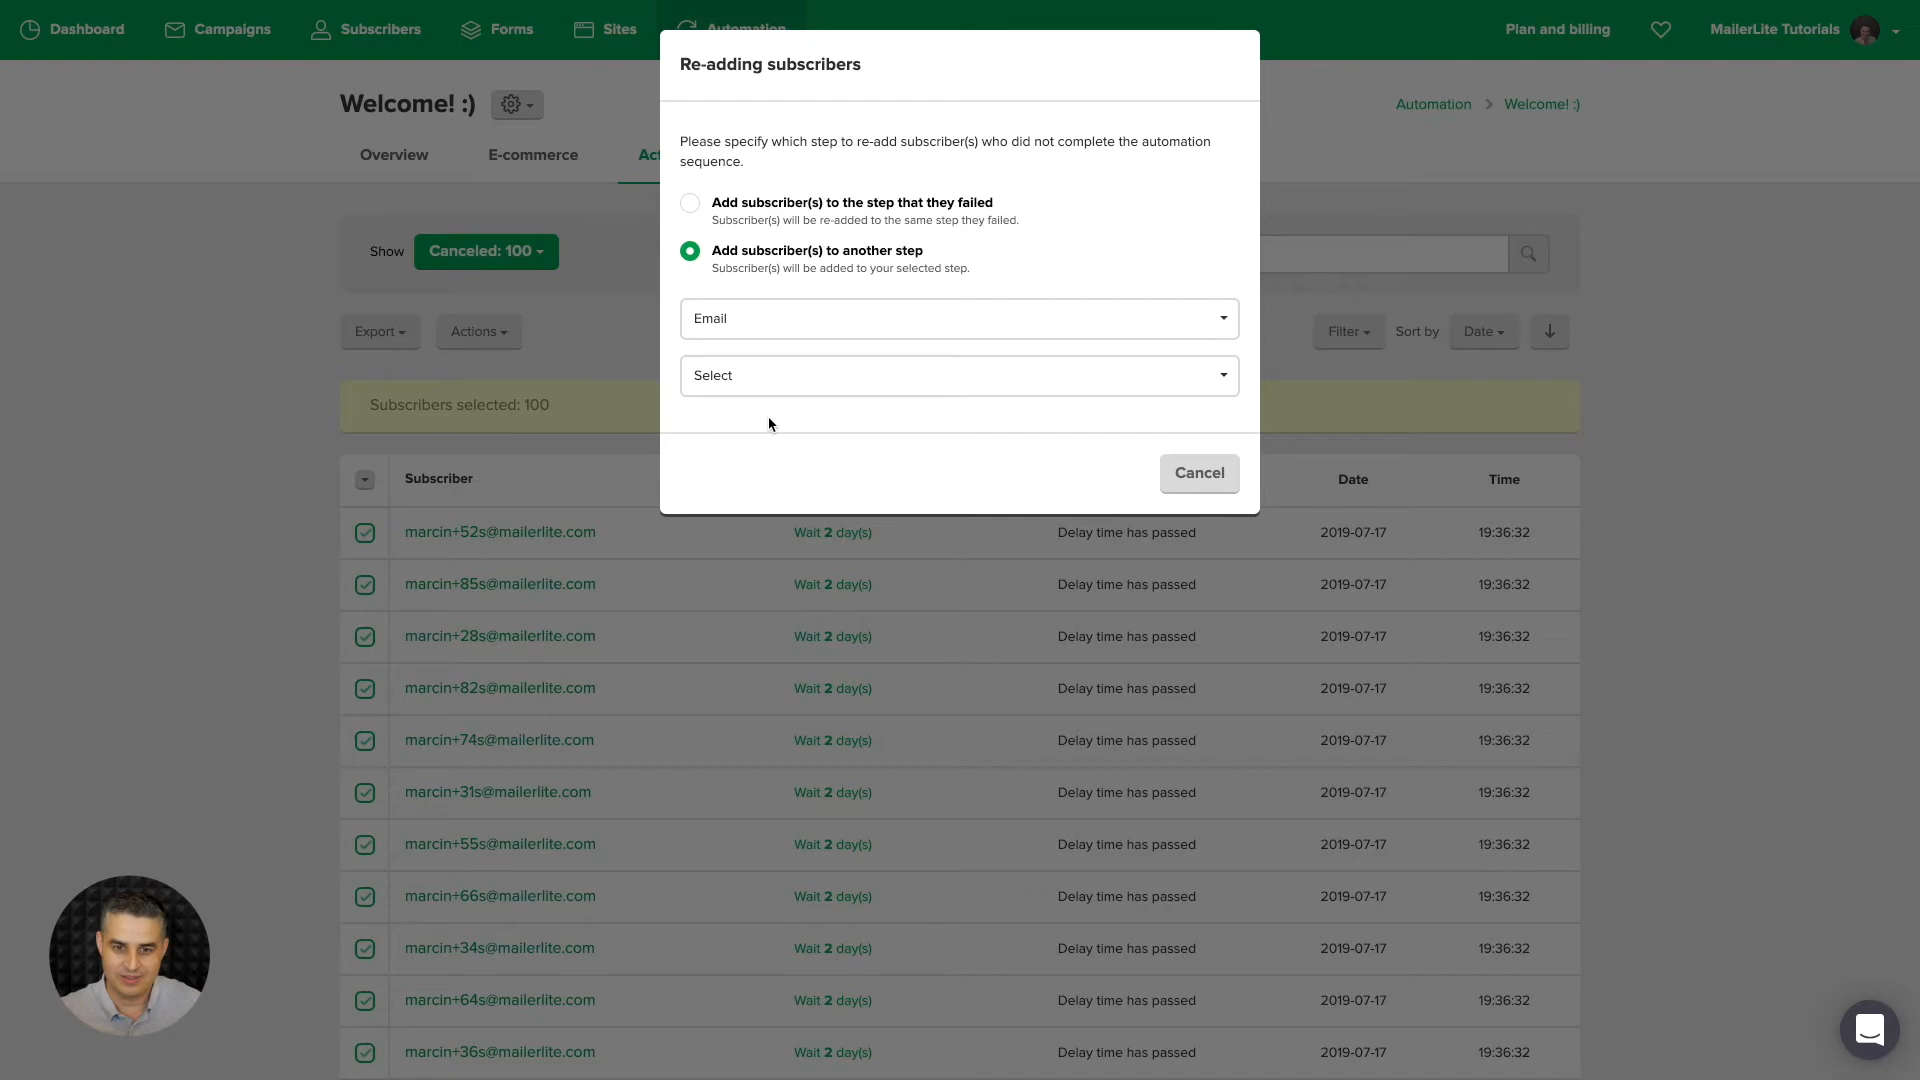 Dashboard
Campaigns
Subscribers
Forms
Sites
Automation
Plan and billing
MailerLite Tutorials
Welcome! :)
Automation
Welcome! :)
Overview
E-commerce
Re-adding subscribers
Please specify which step to re-add subscriber(s) who did not complete the automation
sequence.
Add subscriber(s) to the step that they failed
Subscriber(s) will be re-added to the same step they failed.
Add subscriber(s) to another step
Subscriber(s) will be added to your selected step.
Email
Select
Cancel
Show
Canceled: 100
Export
Actions
Filter
Sort by
Date
Subscribers selected: 100
Subscriber Date Time
marcin+52s@mailerlite.com Wait 2 day(s) Delay time has passed 2019-07-17 19:36:32
marcin+85s@mailerlite.com Wait 2 day(s) Delay time has passed 2019-07-17 19:36:32
marcin+28s@mailerlite.com Wait 2 day(s) Delay time has passed 2019-07-17 19:36:32
marcin+82s@mailerlite.com Wait 2 day(s) Delay time has passed 2019-07-17 19:36:32
marcin+74s@mailerlite.com Wait 2 day(s) Delay time has passed 2019-07-17 19:36:32
marcin+31s@mailerlite.com Wait 2 day(s) Delay time has passed 2019-07-17 19:36:32
marcin+55s@mailerlite.com Wait 2 day(s) Delay time has passed 2019-07-17 19:36:32
marcin+66s@mailerlite.com Wait 2 day(s) Delay time has passed 2019-07-17 19:36:32
marcin+34s@mailerlite.com Wait 2 day(s) Delay time has passed 2019-07-17 19:36:32
marcin+64s@mailerlite.com Wait 2 day(s) Delay time has passed 2019-07-17 19:36:32
marcin+36s@mailerlite.com Wait 2 day(s) Delay time has passed 2019-07-17 19:36:32